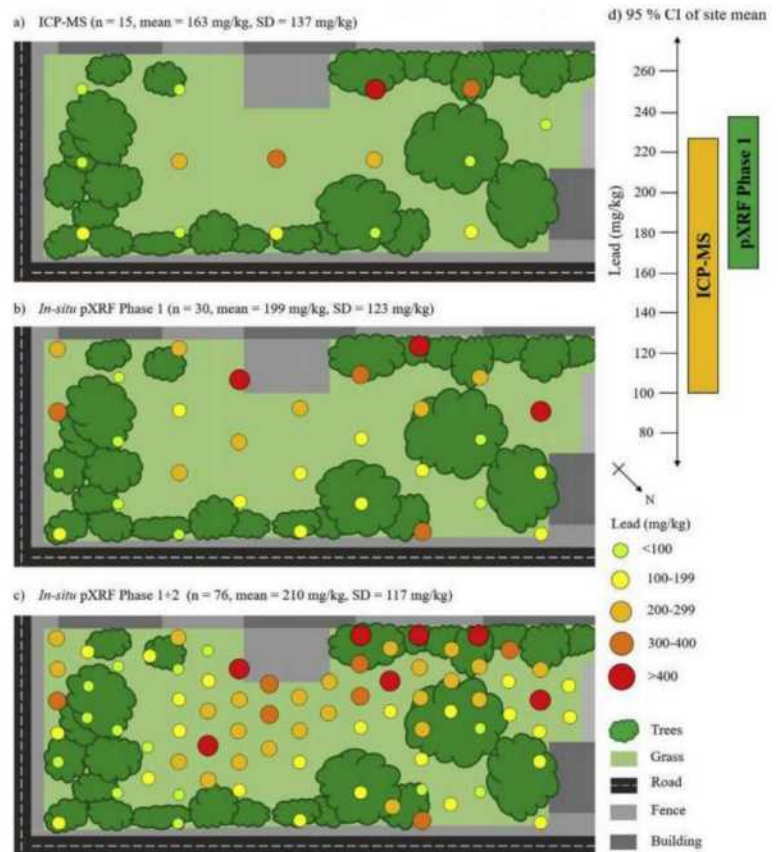 a) ICP-MS (n = 15, mean = 163 mg/kg, SD = 137 mg/kg)
d) 95 % CI of site mean
260
240
220
200
180
160
140
120
100
80
Lead (mg/kg)
ICP-MS
pXRF Phase 1
b) In-situ pXRF Phase 1 (n = 30, mean = 199 mg/kg, SD = 123 mg/kg)
N
Lead (mg/kg)
<100
100-199
200-299
300-400
>400
c) In-situ pXRF Phase 1+2 (n = 76, mean = 210 mg/kg, SD = 117 mg/kg)
Trees
Grass
Road
Fence
Building